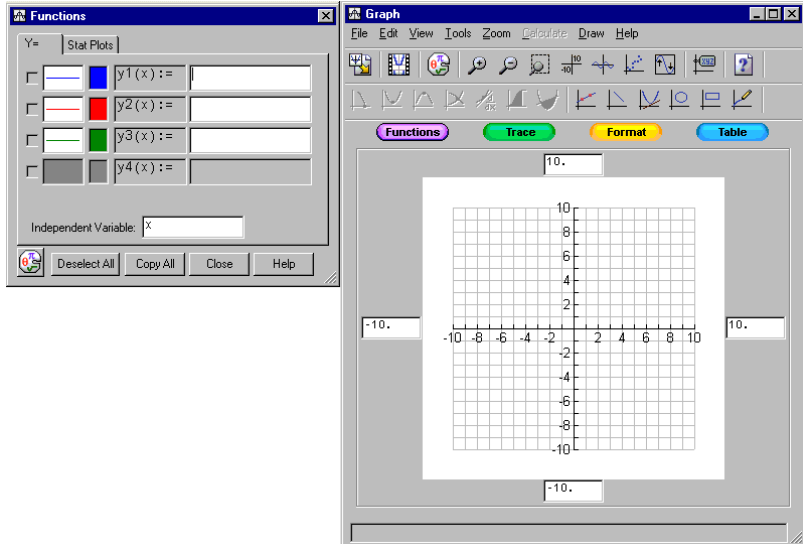 Functions
Y= Stat Plots
y1(x):=
y2(x):=
y3(x):=
y4(x):=
Independent Variable: x
Deselect All Copy All Close Help
Graph
File Edit View Tools Zoom Calculate Draw Help
Functions Trace Format Table
10.
10
8
6
4
2
-10. 10.
-10 -8 -6 -4 -2 2 4 6 8 10
-2
-4
-6
-8
-10
-10.